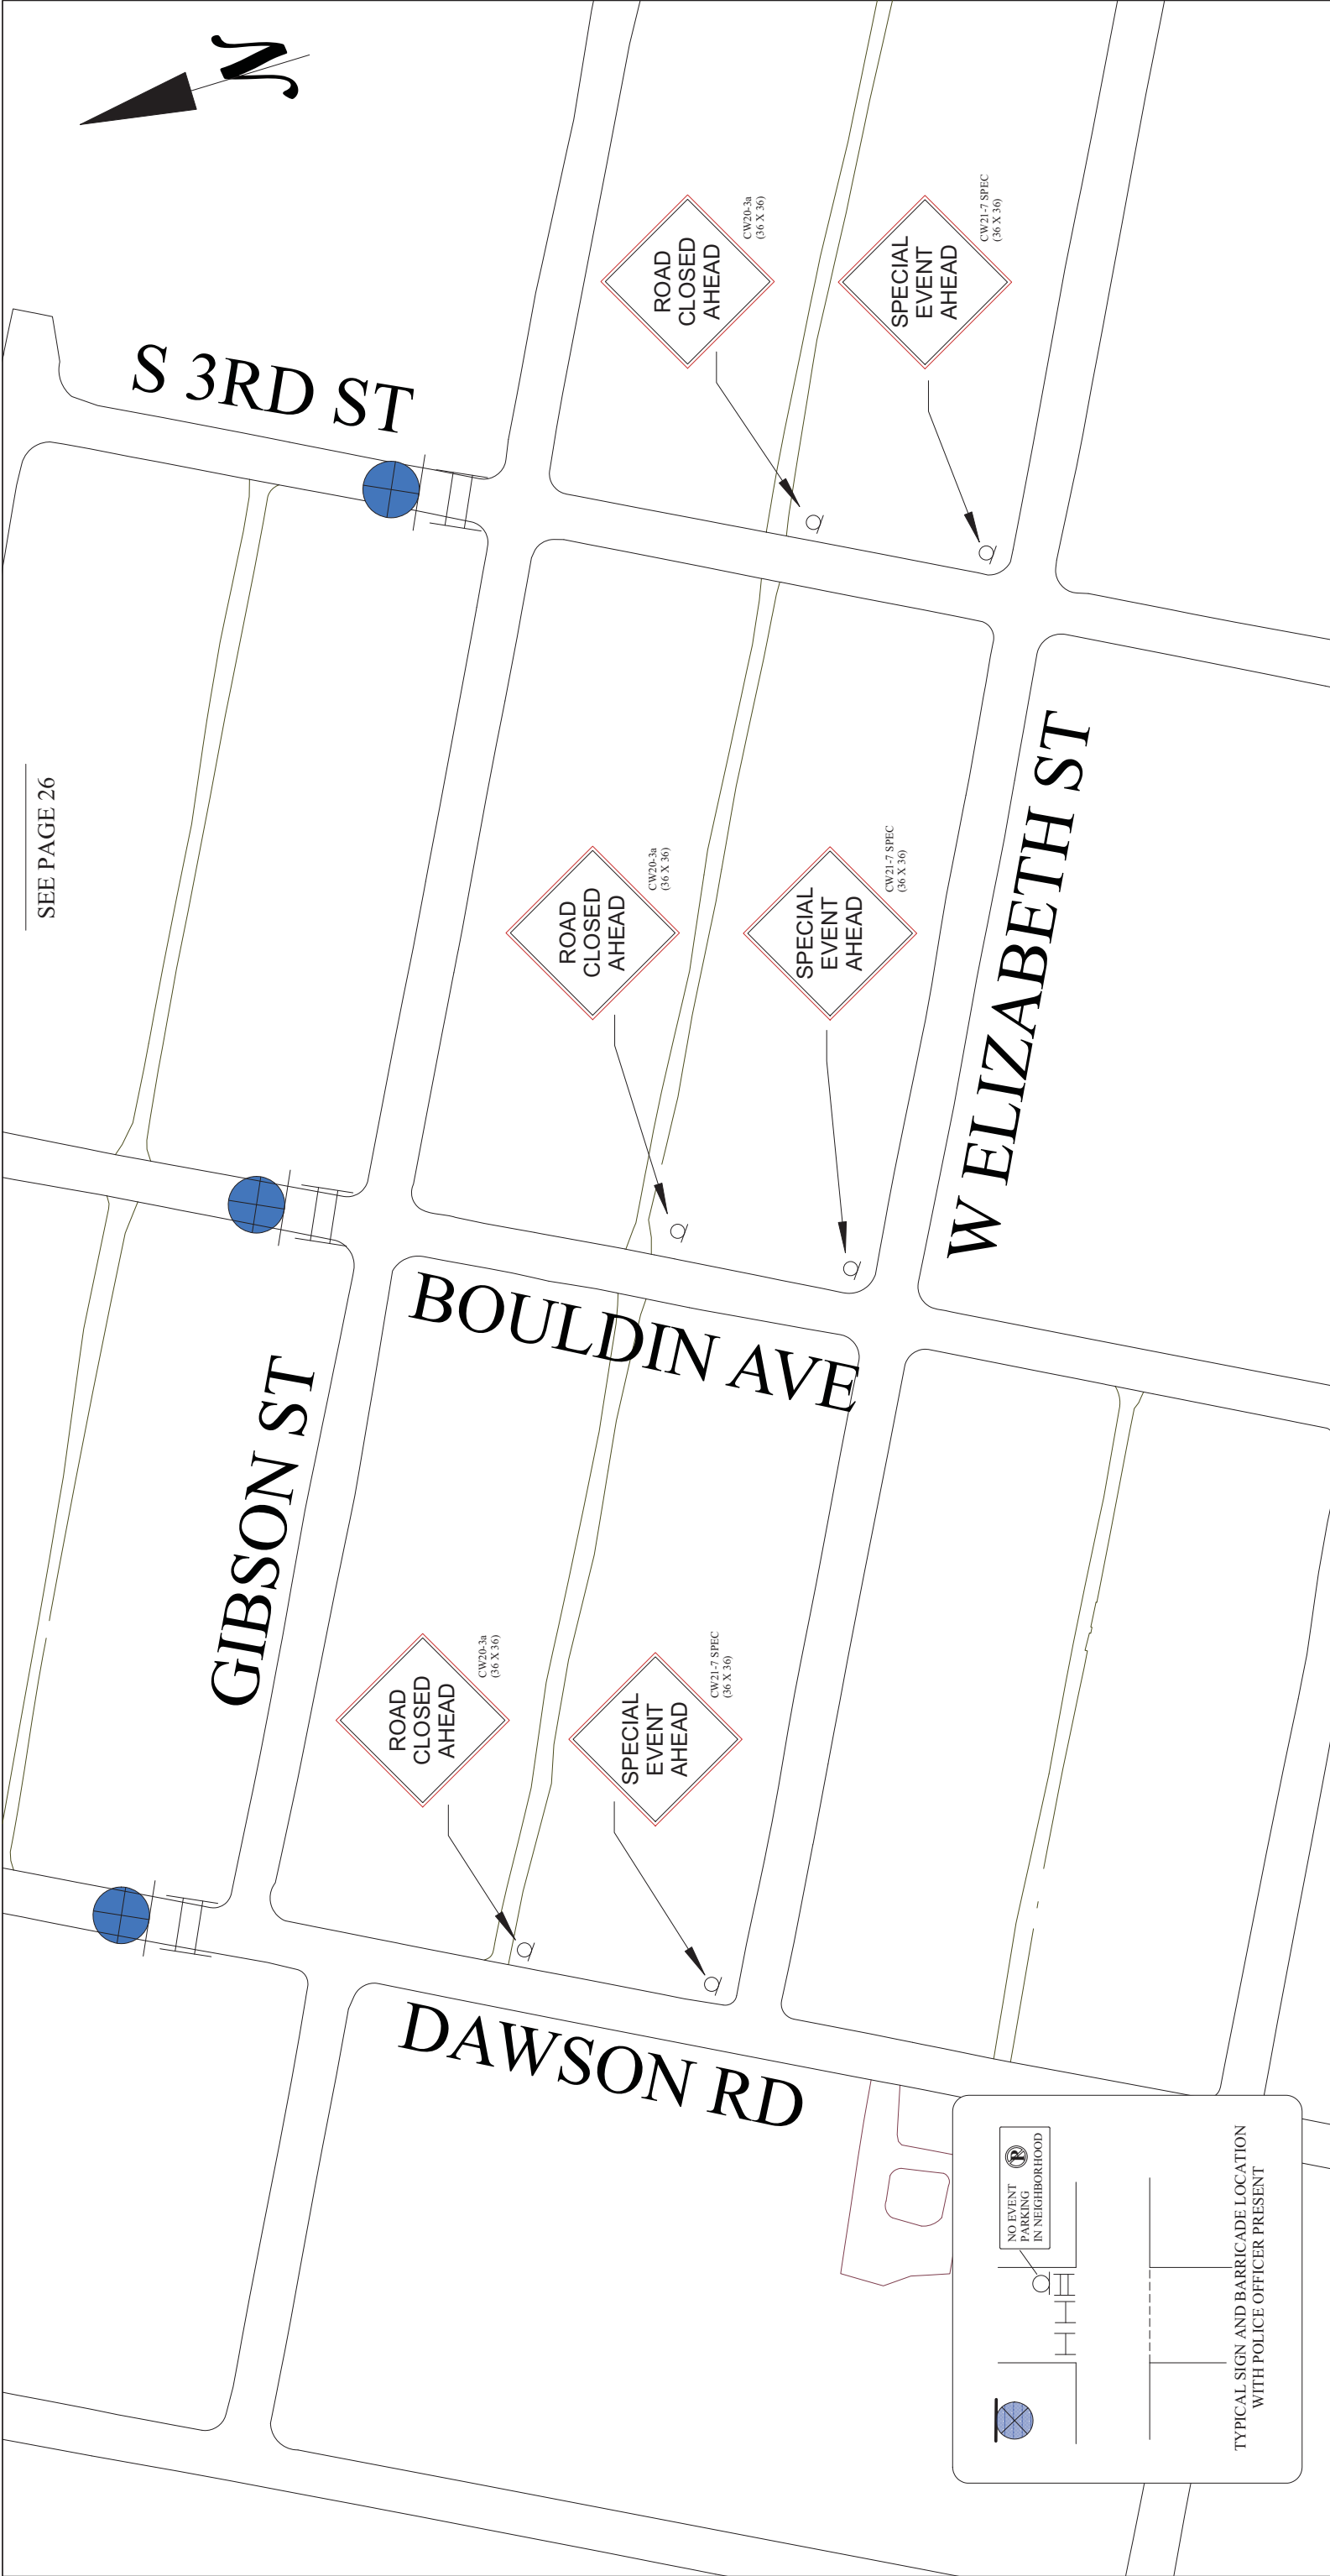 N
S 3RD ST
ROAD
CLOSED
AHEAD
CW20-3a
(36 X 36)
SPECIAL
EVENT
AHEAD
CW21-7 SPEC
(36 X 36)
SEE PAGE 26
ROAD
CLOSED
AHEAD
CW20-3a
(36 X 36)
SPECIAL
EVENT
AHEAD
CW21-7 SPEC
(36 X 36)
W ELIZABETH ST
BOULDIN AVE
GIBSON ST
ROAD
CLOSED
AHEAD
CW20-3a
(36 X 36)
SPECIAL
EVENT
AHEAD
CW21-7 SPEC
(36 X 36)
DAWSON RD
NO EVENT
PARKING
IN NEIGHBORHOOD
P
TYPICAL SIGN AND BARRICADE LOCATION
WITH POLICE OFFICER PRESENT